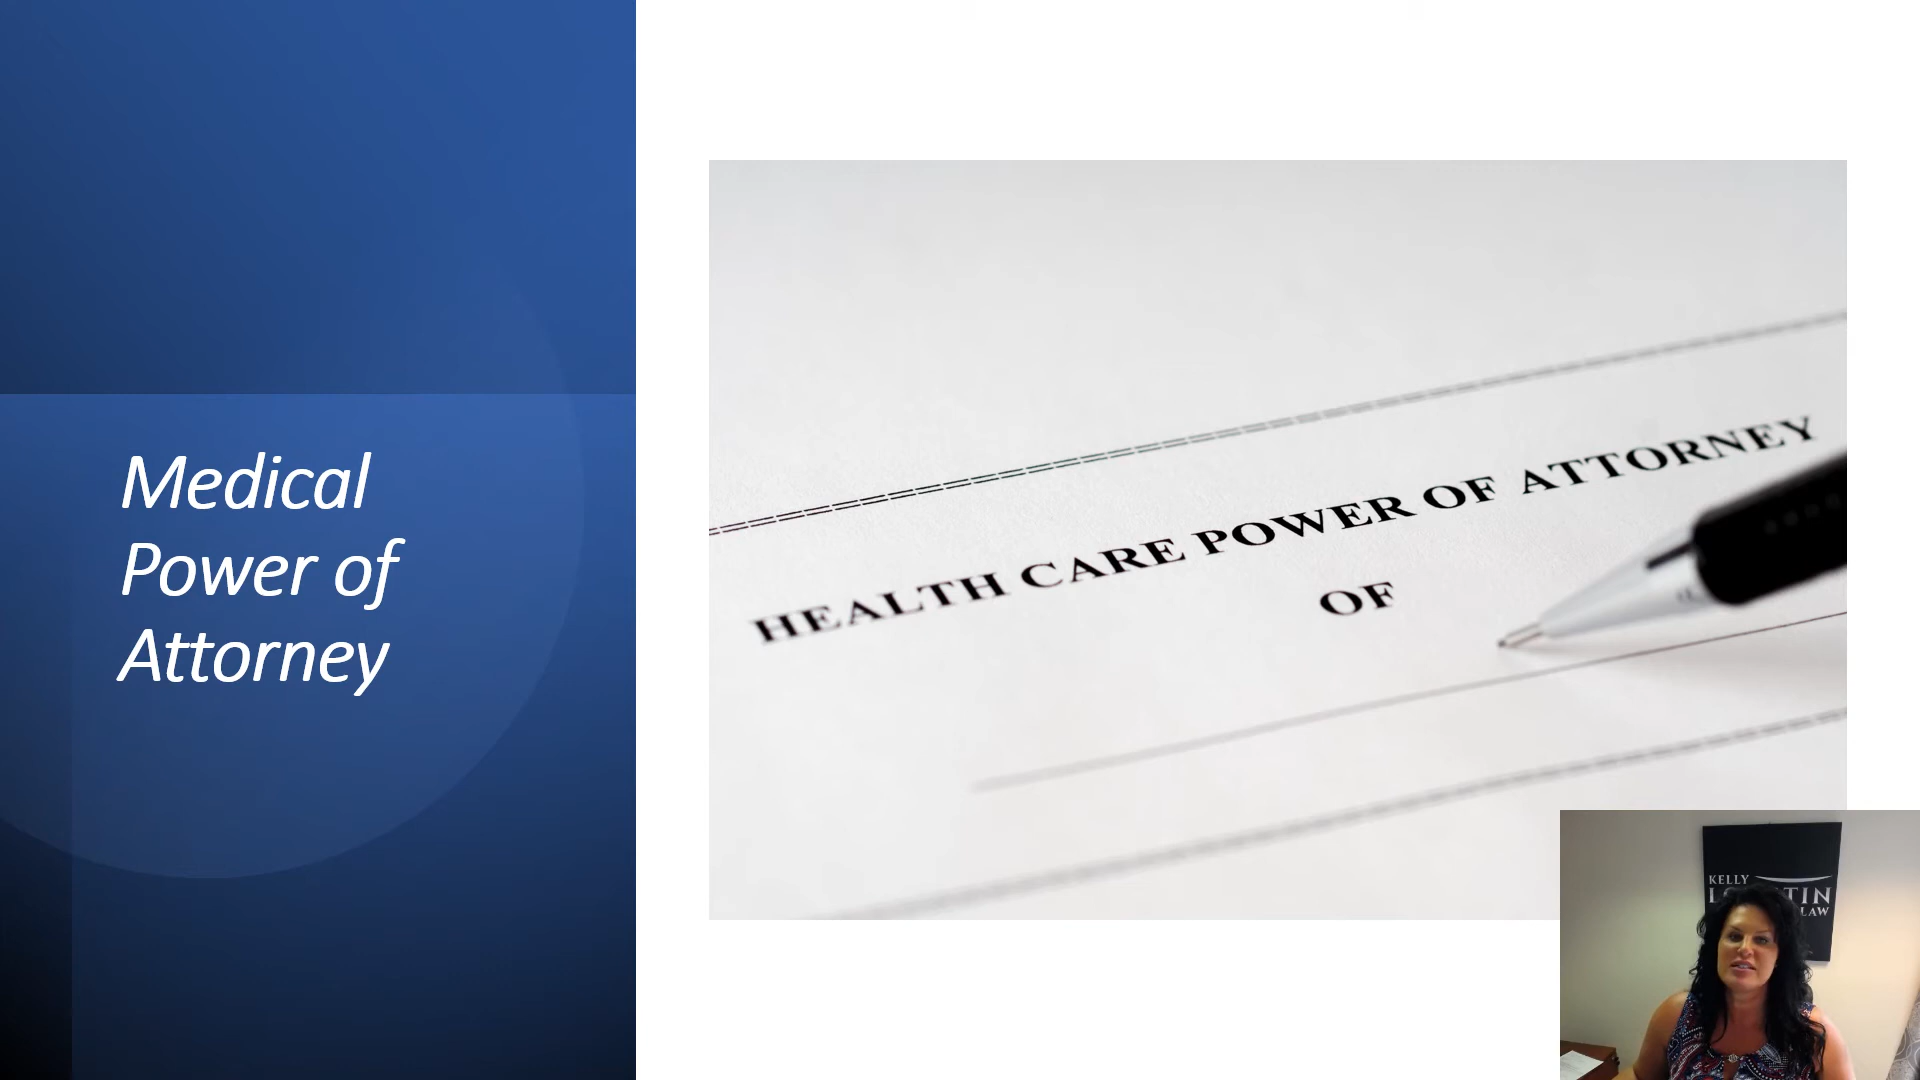 Medical
Power of
Attorney
HEALTH CARE POWER OF ATTORNEY
OF
KELLY
LAW